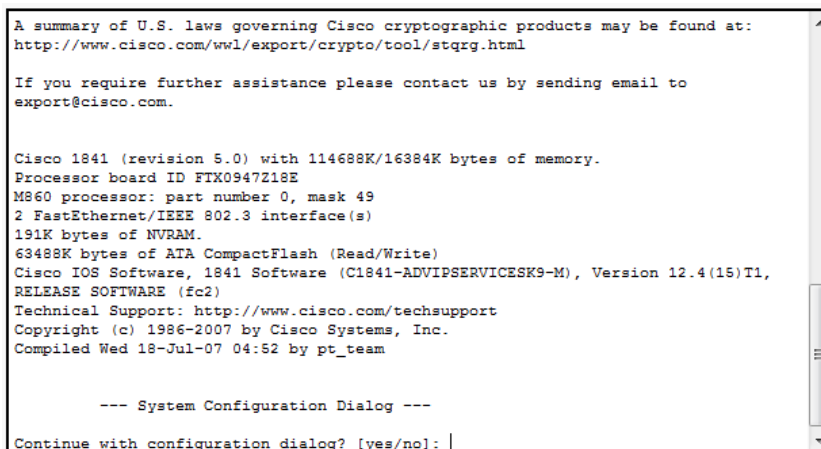 A summary of U.S. laws governing Cisco cryptographic products may be found at:
http://www.cisco.com/wwl/export/crypto/tool/stqrg.html
If you require further assistance please contact us by sending email to
export@cisco.com.
Cisco 1841 (revision 5.0) with 114688K/16384K bytes of memory.
Processor board ID FTX0947Z18E
M860 processor: part number 0, mask 49
2 FastEthernet/IEEE 802.3 interface(s)
191K bytes of NVRAM.
63488K bytes of ATA CompactFlash (Read/Write)
Cisco IOS Software, 1841 Software (C1841-ADVIPSERVICESK9-M), Version 12.4(15)T1,
RELEASE SOFTWARE (fc2)
Technical Support: http://www.cisco.com/techsupport
Copyright (c) 1986-2007 by Cisco Systems, Inc.
Compiled Wed 18-Jul-07 04:52 by pt_team
--- System Configuration Dialog ---
Continue with configuration dialog? [yes/no]: